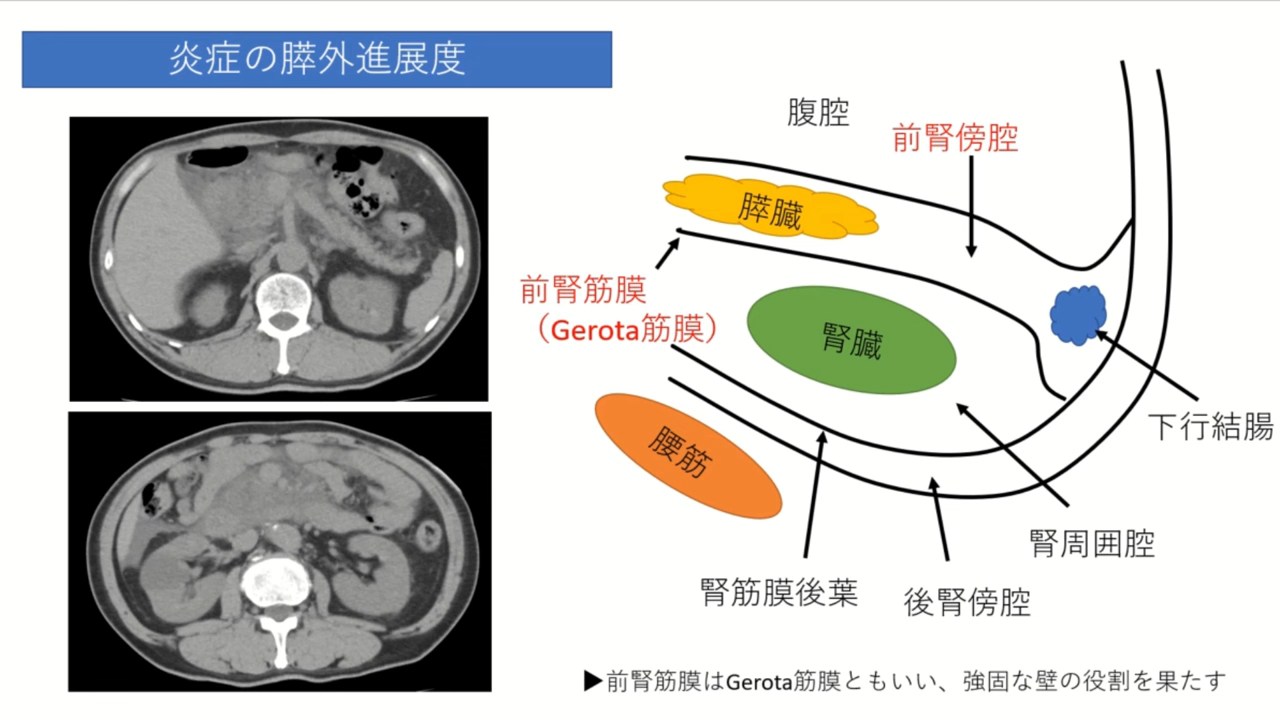 炎症の膵外進展度
腹腔
前腎傍腔
膵臓
前腎筋膜
（Gerota筋膜）
腎臓
下行結腸
腰筋
腎周囲腔
腎筋膜後葉
後腎傍腔
▶前腎筋膜はGerota筋膜ともいい、強固な壁の役割を果たす